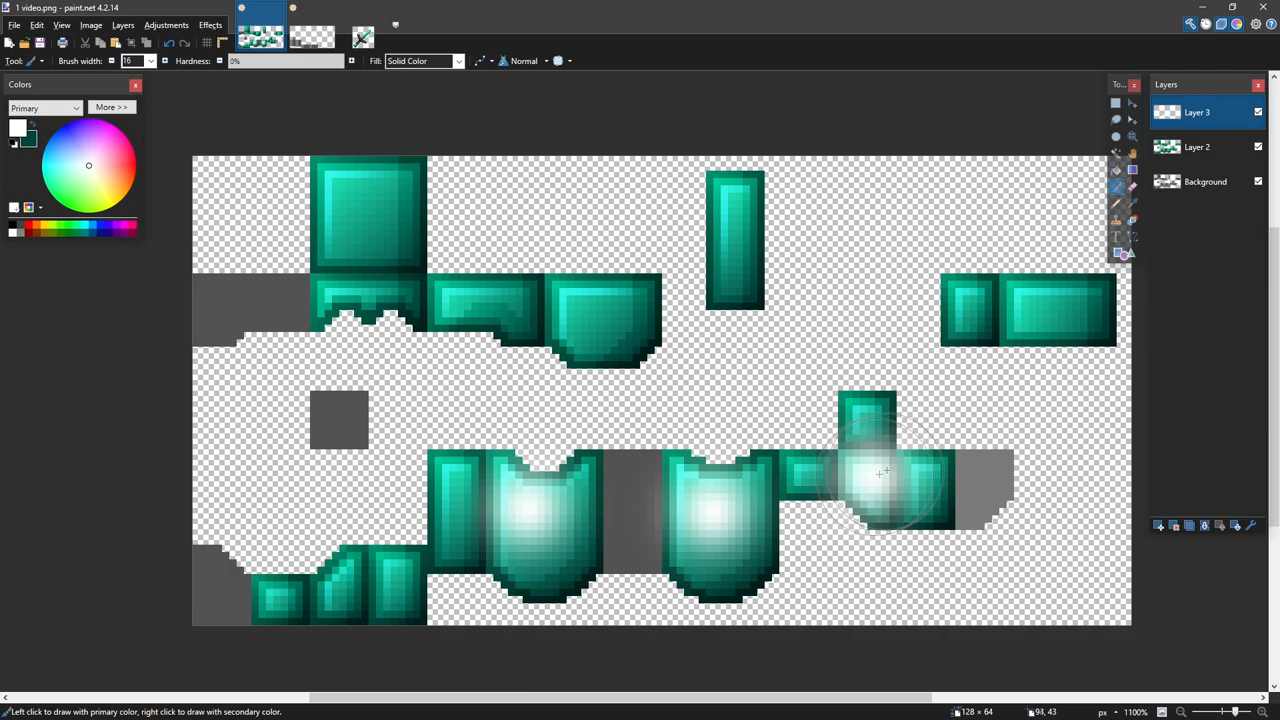 1 video.png - paint.net 4.2.14
File Edit View Image Layers Adjustments Effects
Tool: Brush width: 16 Hardness: 0% Fill: Solid Color Normal
Colors
Primary More >>
To...
Layers
Layer 3
Layer 2
Background
Left click to draw with primary color, right click to draw with secondary color. 128 × 64 94, 43 px 1100%